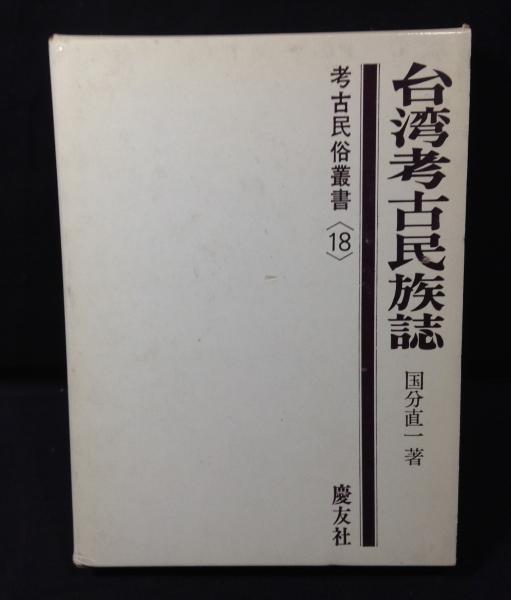 台湾考古民族誌
国分直一 著
考古民俗叢書〈18〉
慶友社